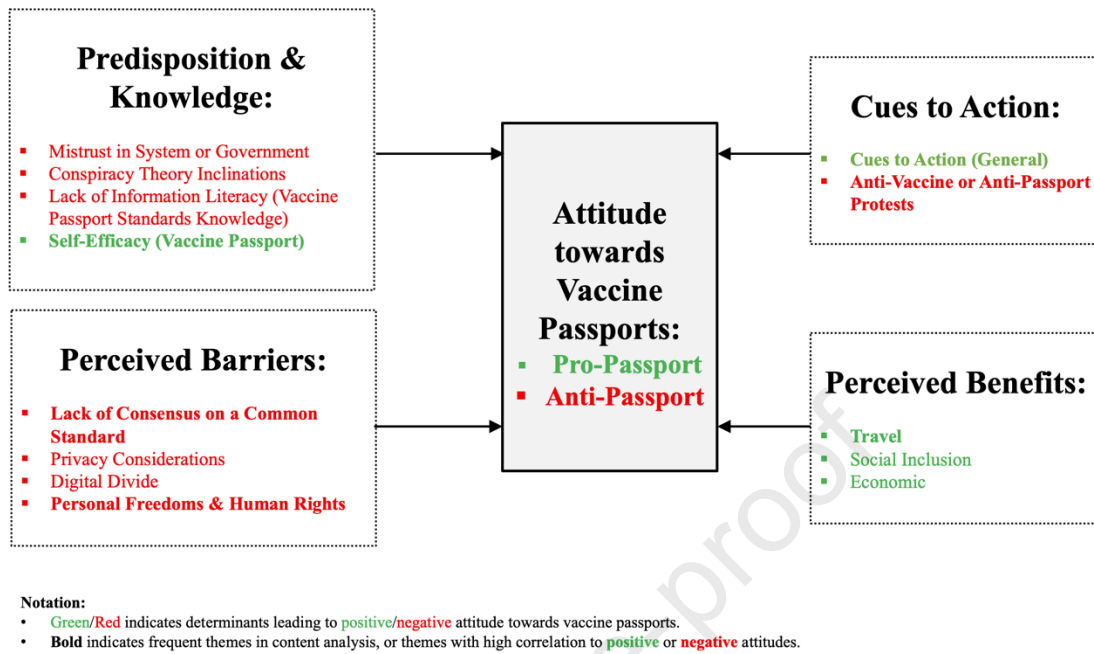 Predisposition &
Knowledge:
▪ Mistrust in System or Government
▪ Conspiracy Theory Inclinations
▪ Lack of Information Literacy (Vaccine
Passport Standards Knowledge)
▪ Self-Efficacy (Vaccine Passport)
Perceived Barriers:
▪ Lack of Consensus on a Common
Standard
▪ Privacy Considerations
▪ Digital Divide
▪ Personal Freedoms & Human Rights
Attitude
towards
Vaccine
Passports:
▪ Pro-Passport
▪ Anti-Passport
Cues to Action:
▪ Cues to Action (General)
▪ Anti-Vaccine or Anti-Passport
Protests
Perceived Benefits:
▪ Travel
▪ Social Inclusion
▪ Economic
Notation:
• Green/Red indicates determinants leading to positive/negative attitude towards vaccine passports.
• Bold indicates frequent themes in content analysis, or themes with high correlation to positive or negative attitudes.
-proof